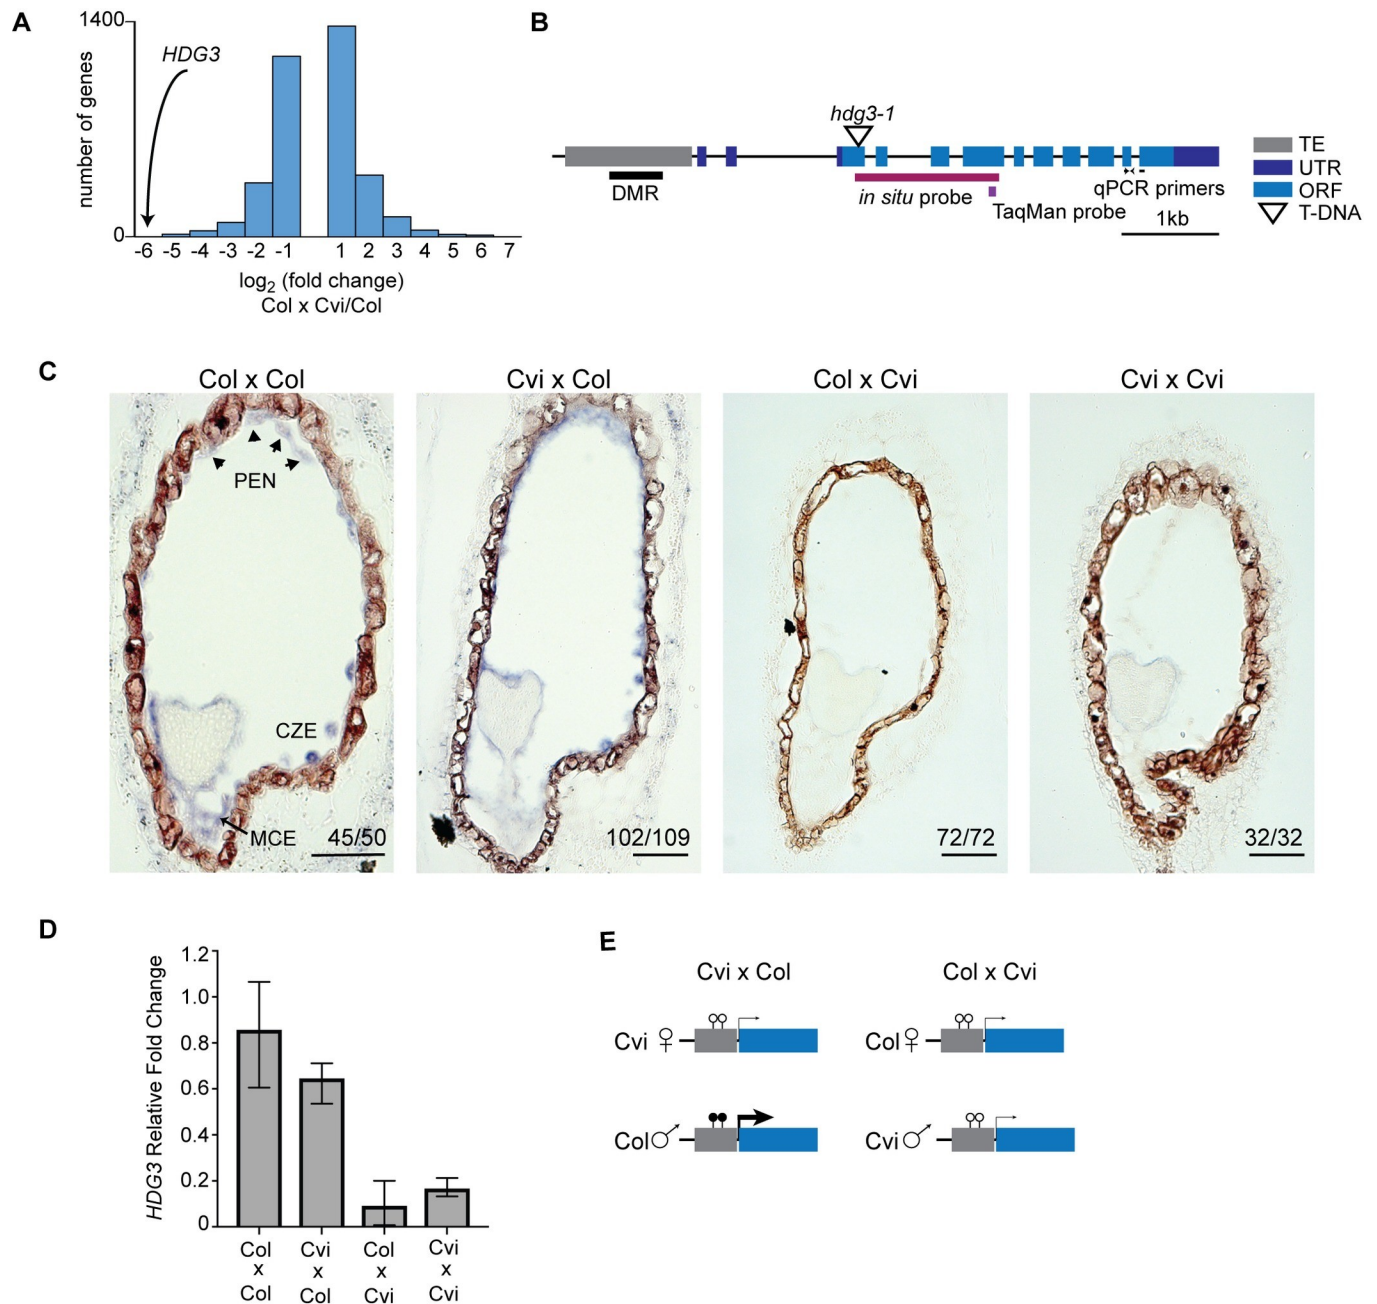 A
1400
number of genes
HDG3
0
-6 -5 -4 -3 -2 -1 1 2 3 4 5 6 7
log2 (fold change)
Col x Cvi/Col
B
hdg3-1
DMR
in situ probe
TaqMan probe
qPCR primers
1kb
TE
UTR
ORF
T-DNA
C
Col x Col
Cvi x Col
Col x Cvi
Cvi x Cvi
PEN
CZE
MCE
45/50
102/109
72/72
32/32
D
HDG3 Relative Fold Change
1.2
1.0
0.8
0.6
0.4
0.2
0
Col x Col
Cvi x Col
Col x Cvi
Cvi x Cvi
E
Cvi x Col
Col x Cvi
Cvi ♀
Col ♀
Col ♂
Cvi ♂